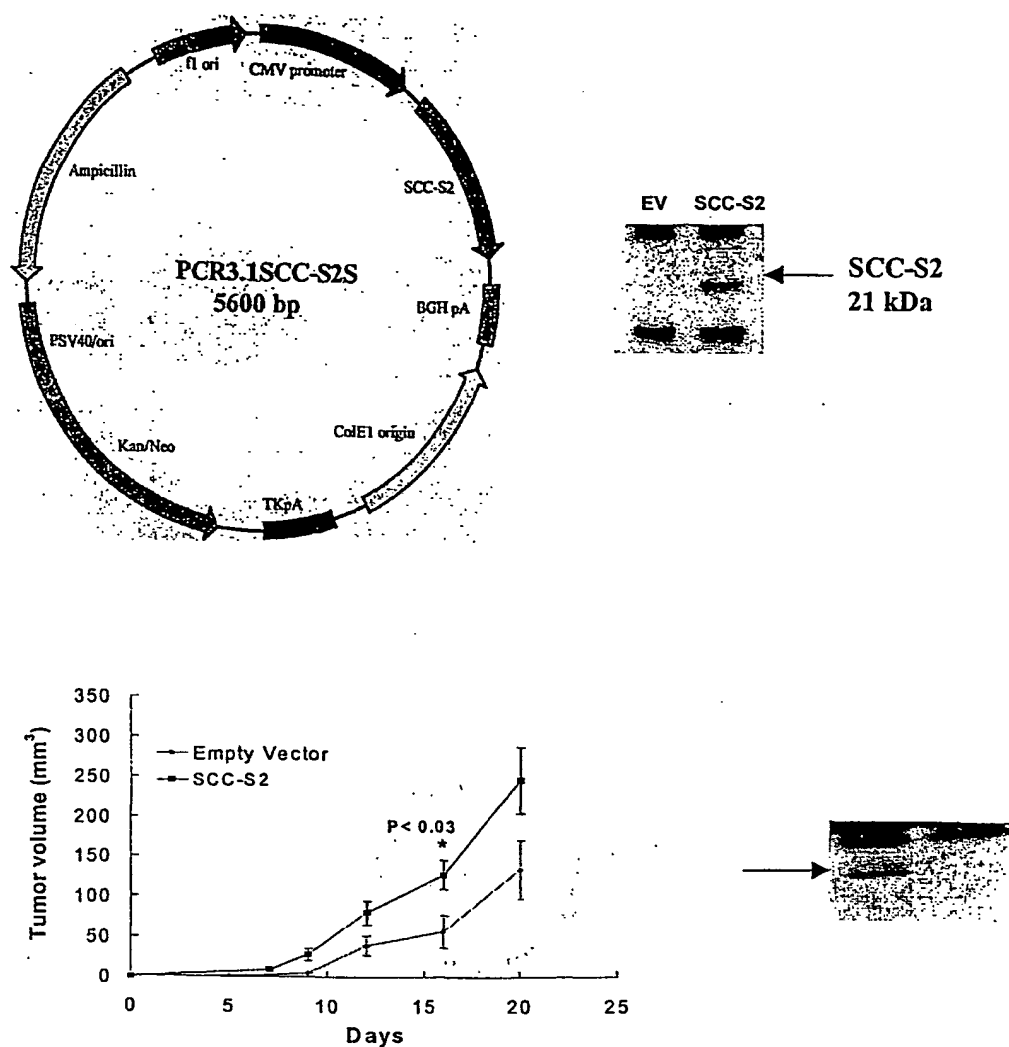 f1 ori
CMV promoter
Ampicillin
SCC-S2
PCR3.1SCC-S2S
5600 bp
BGH pA
PSV40/ori
ColE1 origin
Kan/Neo
TKpA
EV SCC-S2
SCC-S2
21 kDa
350
300
250
200
150
100
50
0
Tumor volume (mm³)
Empty Vector
SCC-S2
P< 0.03
*
0 5 10 15 20 25
Days